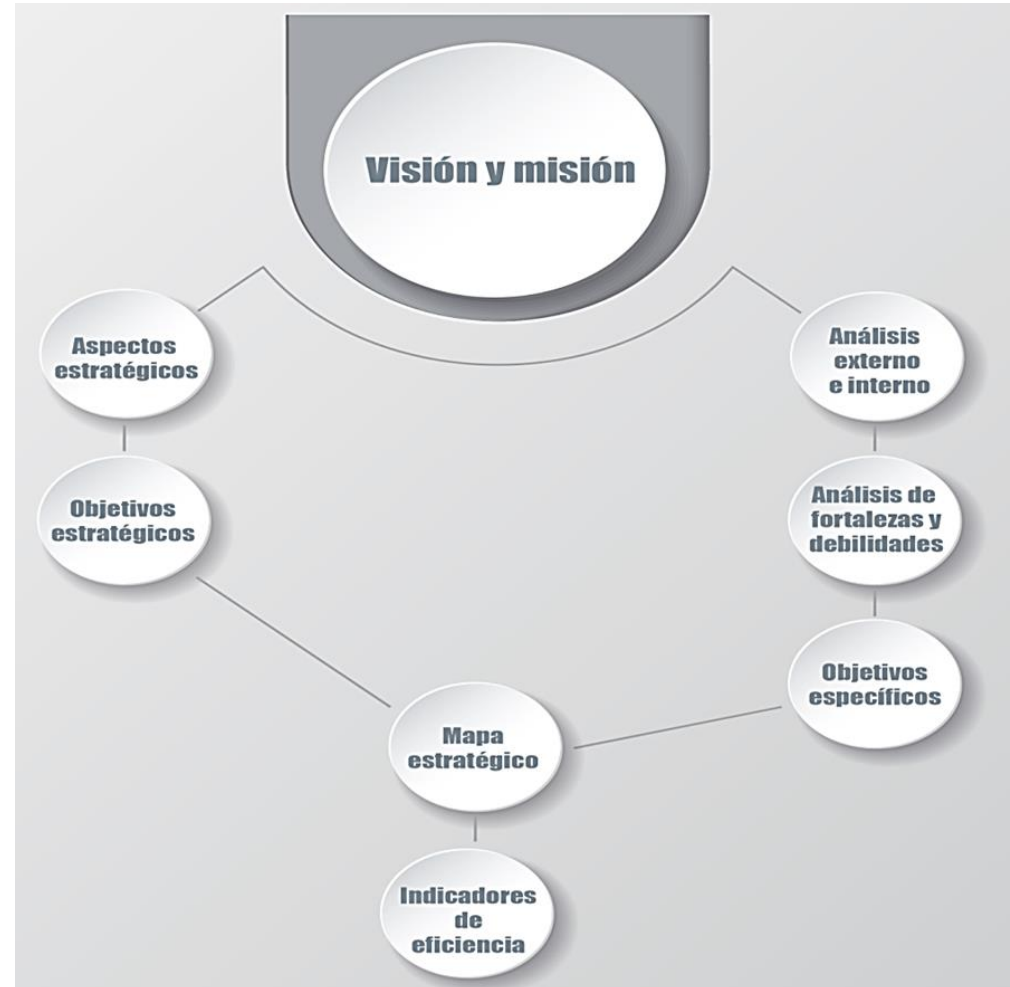 Visión y misión
Aspectos
estratégicos
Objetivos
estratégicos
Análisis
externo
e interno
Análisis de
fortalezas y
debilidades
Objetivos
específicos
Mapa
estratégico
Indicadores
de
eficiencia